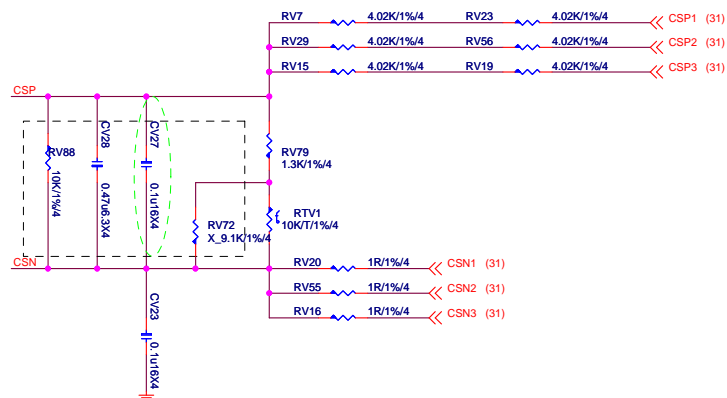 RV7 4.02K/1%/4 RV23 4.02K/1%/4 CSP1 (31)
RV29 4.02K/1%/4 RV56 4.02K/1%/4 CSP2 (31)
RV15 4.02K/1%/4 RV19 4.02K/1%/4 CSP3 (31)
CSP
RV88
10K/1%/4
CV28
0.47u6.3X4
CV27
0.1u16X4
RV79
1.3K/1%/4
RV72
X_9.1K/1%/4
RTV1
10K/T/1%/4
CSN
RV20 1R/1%/4 CSN1 (31)
RV55 1R/1%/4 CSN2 (31)
RV16 1R/1%/4 CSN3 (31)
CV23
0.1u16X4